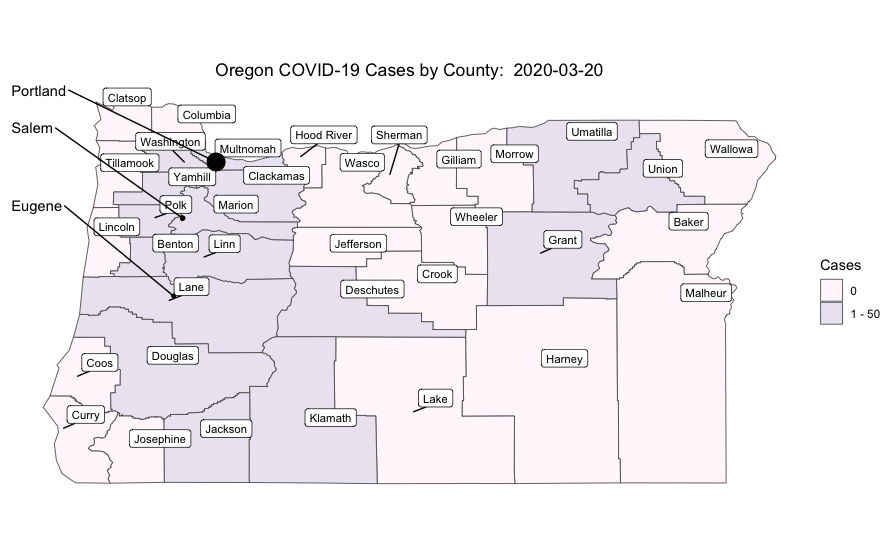 Oregon COVID-19 Cases by County:  2020-03-20
Portland
Salem
Eugene
Clatsop
Columbia
Washington
Multnomah
Hood River
Sherman
Umatilla
Tillamook
Wasco
Gilliam
Morrow
Wallowa
Yamhill
Clackamas
Union
Polk
Marion
Wheeler
Baker
Lincoln
Benton
Linn
Jefferson
Grant
Crook
Lane
Deschutes
Malheur
Coos
Douglas
Harney
Lake
Curry
Klamath
Josephine
Jackson
Cases
0
1 - 50